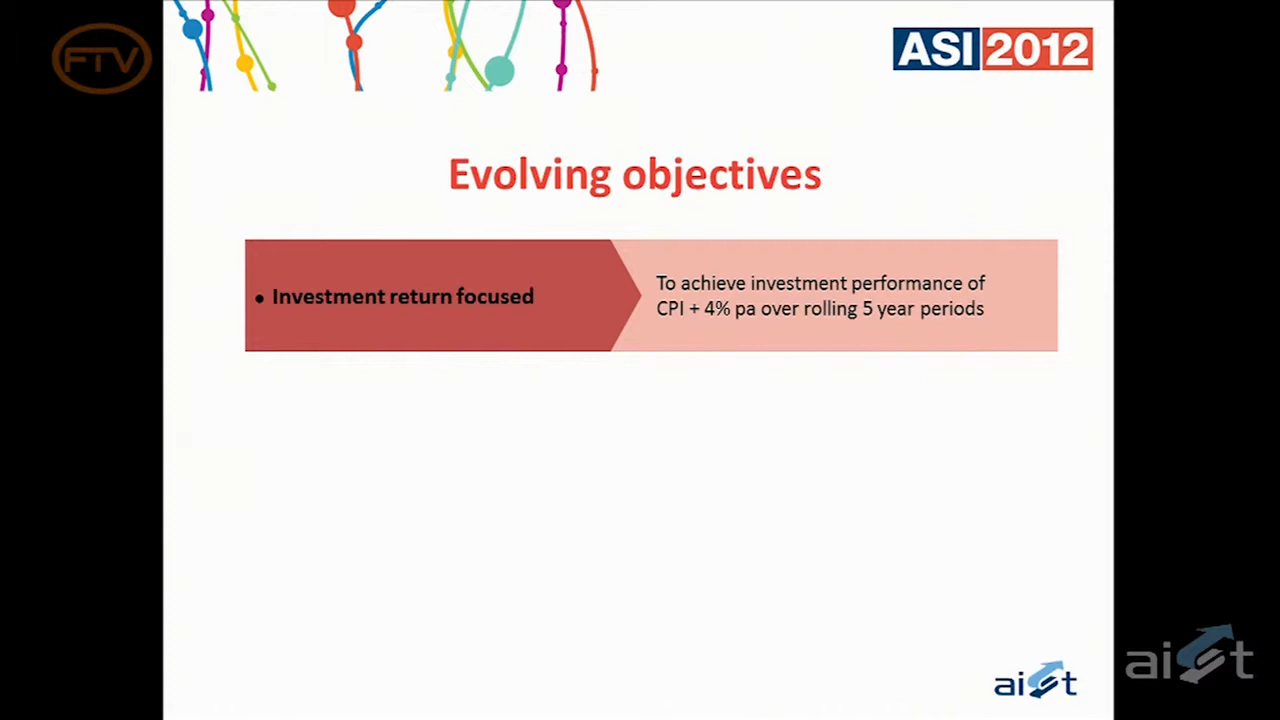 FTV
ASI 2012
Evolving objectives
• Investment return focused
To achieve investment performance of
CPI + 4% pa over rolling 5 year periods
aist
aist